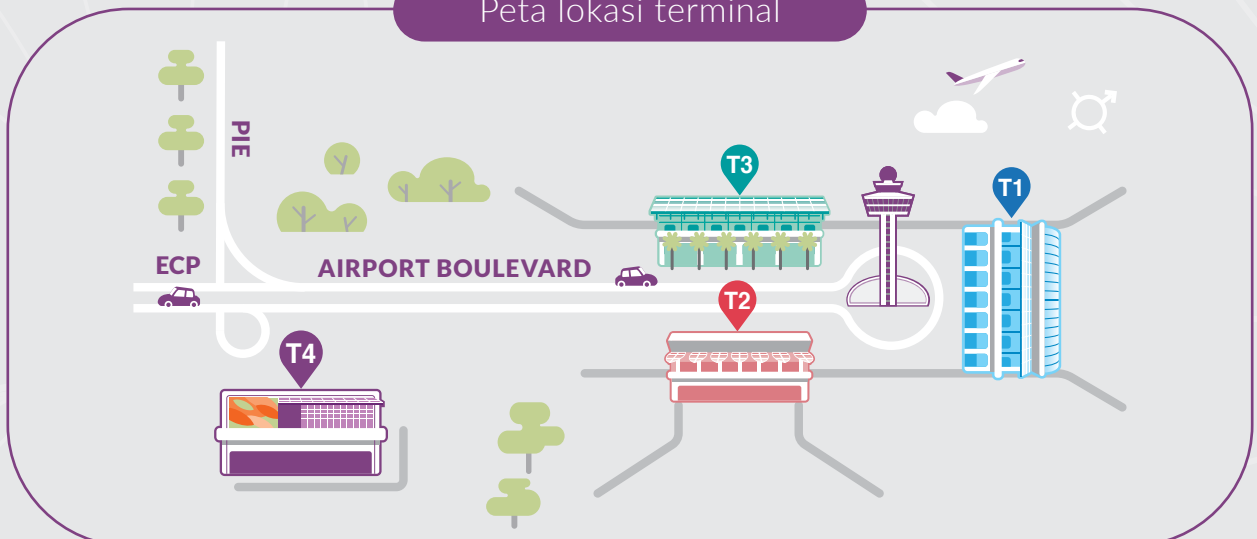 Peta lokasi terminal
PIE
T3
T1
ECP
AIRPORT BOULEVARD
T2
T4